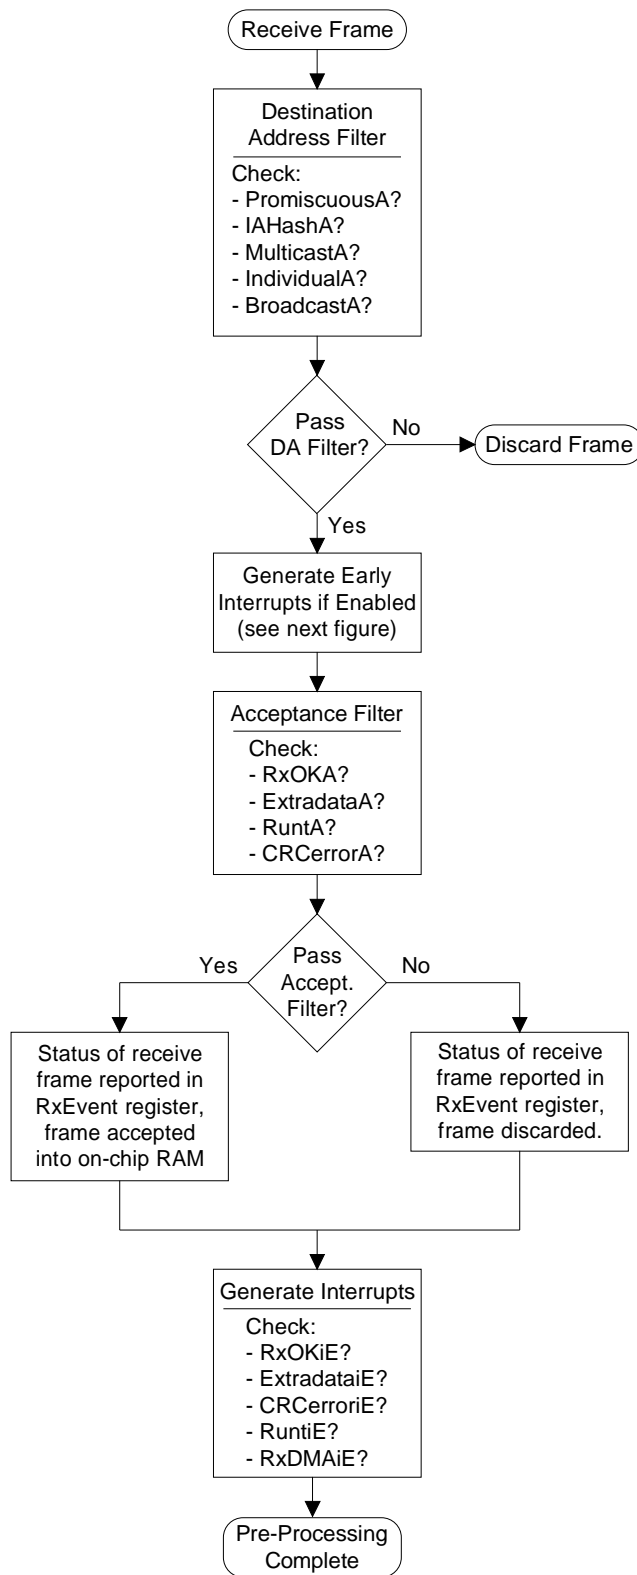 Receive Frame
Destination
Address Filter
Check:
- PromiscuousA?
- IAHashA?
- MulticastA?
- IndividualA?
- BroadcastA?
Pass
DA Filter?
No
Discard Frame
Yes
Generate Early
Interrupts if Enabled
(see next figure)
Acceptance Filter
Check:
- RxOKA?
- ExtradataA?
- RuntA?
- CRCerrorA?
Pass
Accept.
Filter?
Yes
No
Status of receive
frame reported in
RxEvent register,
frame accepted
into on-chip RAM
Status of receive
frame reported in
RxEvent register,
frame discarded.
Generate Interrupts
Check:
- RxOKiE?
- ExtradataiE?
- CRCerroriE?
- RuntiE?
- RxDMAiE?
Pre-Processing
Complete